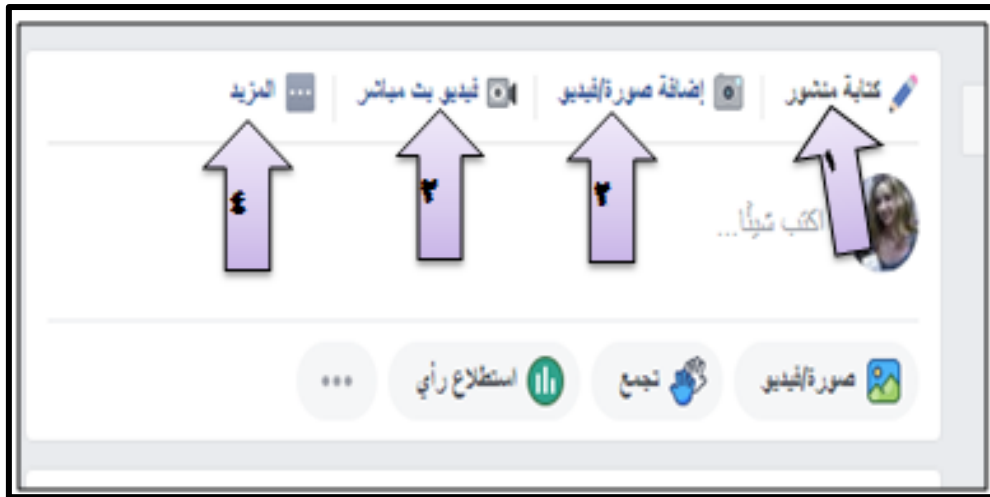 كتابة منشور إضافة صورة/فيديو فيديو بث مباشر المزيد
١ ٢ ٣ ٤
اكتب شيئًا...
صورة/فيديو تجمع استطلاع رأي